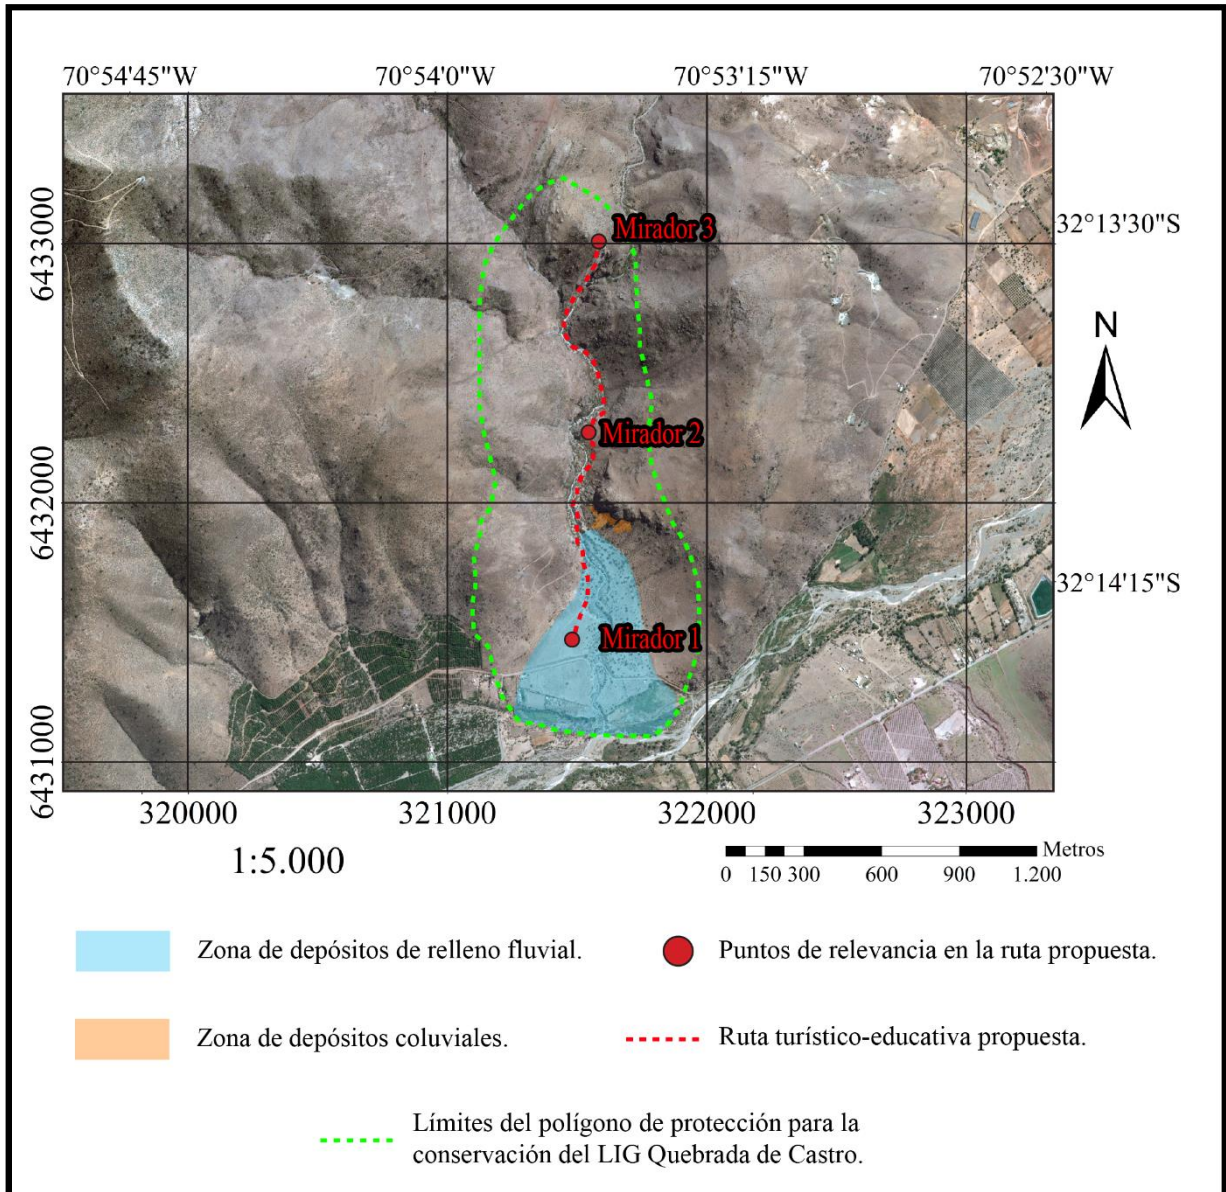 70°54'45"W
70°54'0"W
70°53'15"W
70°52'30"W
6433000
Mirador 3
32°13'30"S
N
Mirador 2
6432000
32°14'15"S
Mirador 1
6431000
320000
321000
322000
323000
1:5.000
Metros
0 150 300 600 900 1.200
Zona de depósitos de relleno fluvial.
Puntos de relevancia en la ruta propuesta.
Zona de depósitos coluviales.
Ruta turístico-educativa propuesta.
Límites del polígono de protección para la
conservación del LIG Quebrada de Castro.